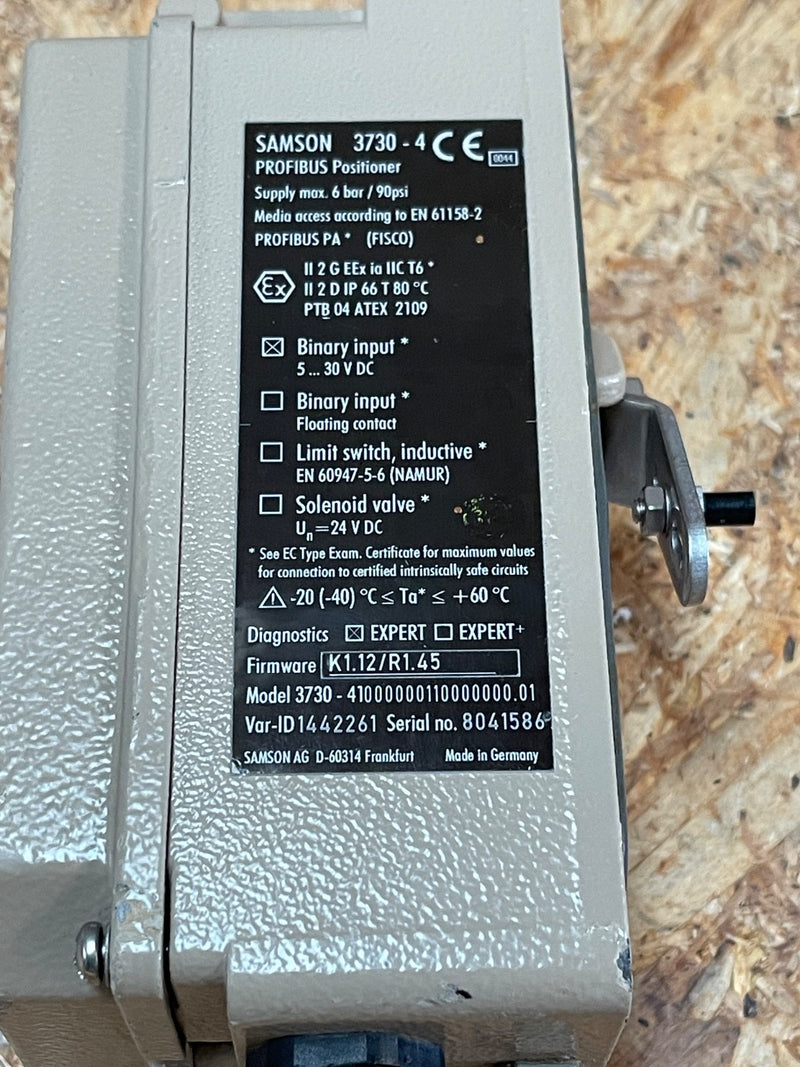 SAMSON 3730 - 4 CE 0044
PROFIBUS Positioner
Supply max. 6 bar / 90psi
Media access according to EN 61158-2
PROFIBUS PA * (FISCO)
Ex II 2 G EEx ia IIC T6 *
II 2 D IP 66 T 80 °C
PTB 04 ATEX 2109
☒ Binary input *
5 ... 30 V DC
☐ Binary input *
Floating contact
☐ Limit switch, inductive *
EN 60947-5-6 (NAMUR)
☐ Solenoid valve *
Un=24 V DC
* See EC Type Exam. Certificate for maximum values
for connection to certified intrinsically safe circuits
⚠ -20 (-40) °C ≤ Ta* ≤ +60 °C
Diagnostics ☒ EXPERT ☐ EXPERT+
Firmware K1.12/R1.45
Model 3730 - 41000000110000000.01
Var-ID1442261 Serial no. 8041586
SAMSON AG D-60314 Frankfurt Made in Germany